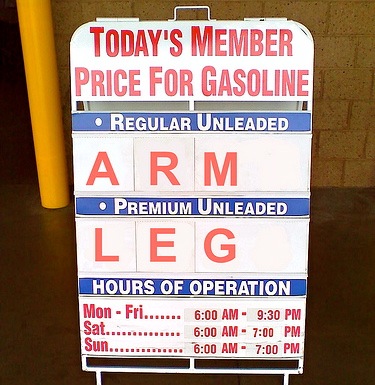 TODAY'S MEMBER
PRICE FOR GASOLINE
• REGULAR UNLEADED
A R M
• PREMIUM UNLEADED
L E G
HOURS OF OPERATION
Mon - Fri....... 6:00 AM - 9:30 PM
Sat.............. 6:00 AM - 7:00 PM
Sun............. 6:00 AM - 7:00 PM